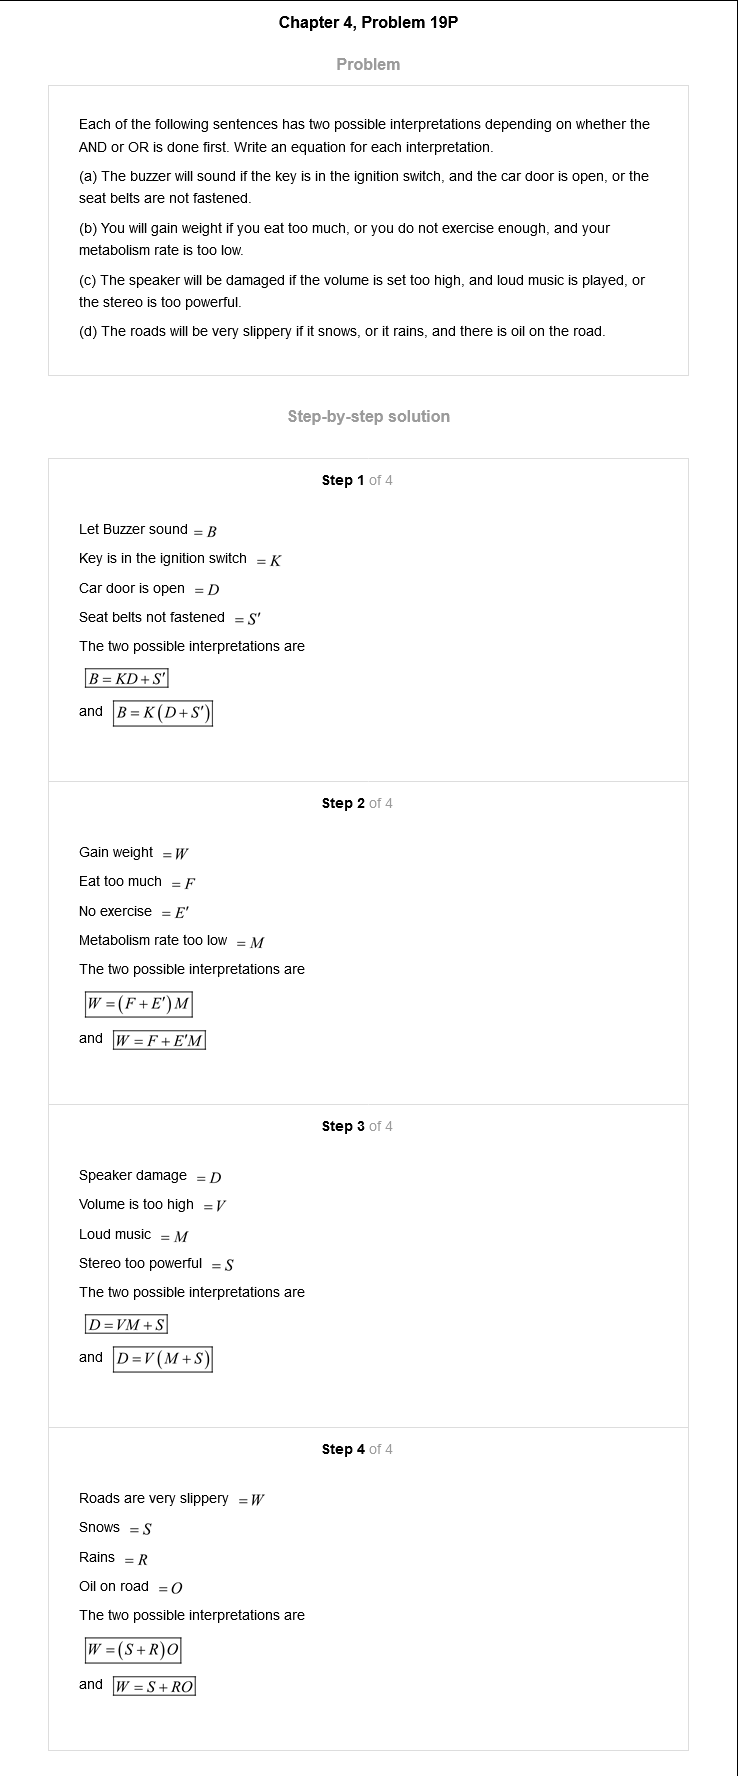 Chapter 4, Problem 19P
Problem
Each of the following sentences has two possible interpretations depending on whether the
AND or OR is done first. Write an equation for each interpretation.
(a) The buzzer will sound if the key is in the ignition switch, and the car door is open, or the
seat belts are not fastened.
(b) You will gain weight if you eat too much, or you do not exercise enough, and your
metabolism rate is too low.
(c) The speaker will be damaged if the volume is set too high, and loud music is played, or
the stereo is too powerful.
(d) The roads will be very slippery if it snows, or it rains, and there is oil on the road.
Step-by-step solution
Step 1 of 4
Let Buzzer sound = B
Key is in the ignition switch = K
Car door is open = D
Seat belts not fastened = S′
The two possible interpretations are
B = KD + S′
and B = K(D + S′)
Step 2 of 4
Gain weight = W
Eat too much = F
No exercise = E′
Metabolism rate too low = M
The two possible interpretations are
W = (F + E′)M
and W = F + E′M
Step 3 of 4
Speaker damage = D
Volume is too high = V
Loud music = M
Stereo too powerful = S
The two possible interpretations are
D = VM + S
and D = V(M + S)
Step 4 of 4
Roads are very slippery = W
Snows = S
Rains = R
Oil on road = O
The two possible interpretations are
W = (S + R)O
and W = S + RO